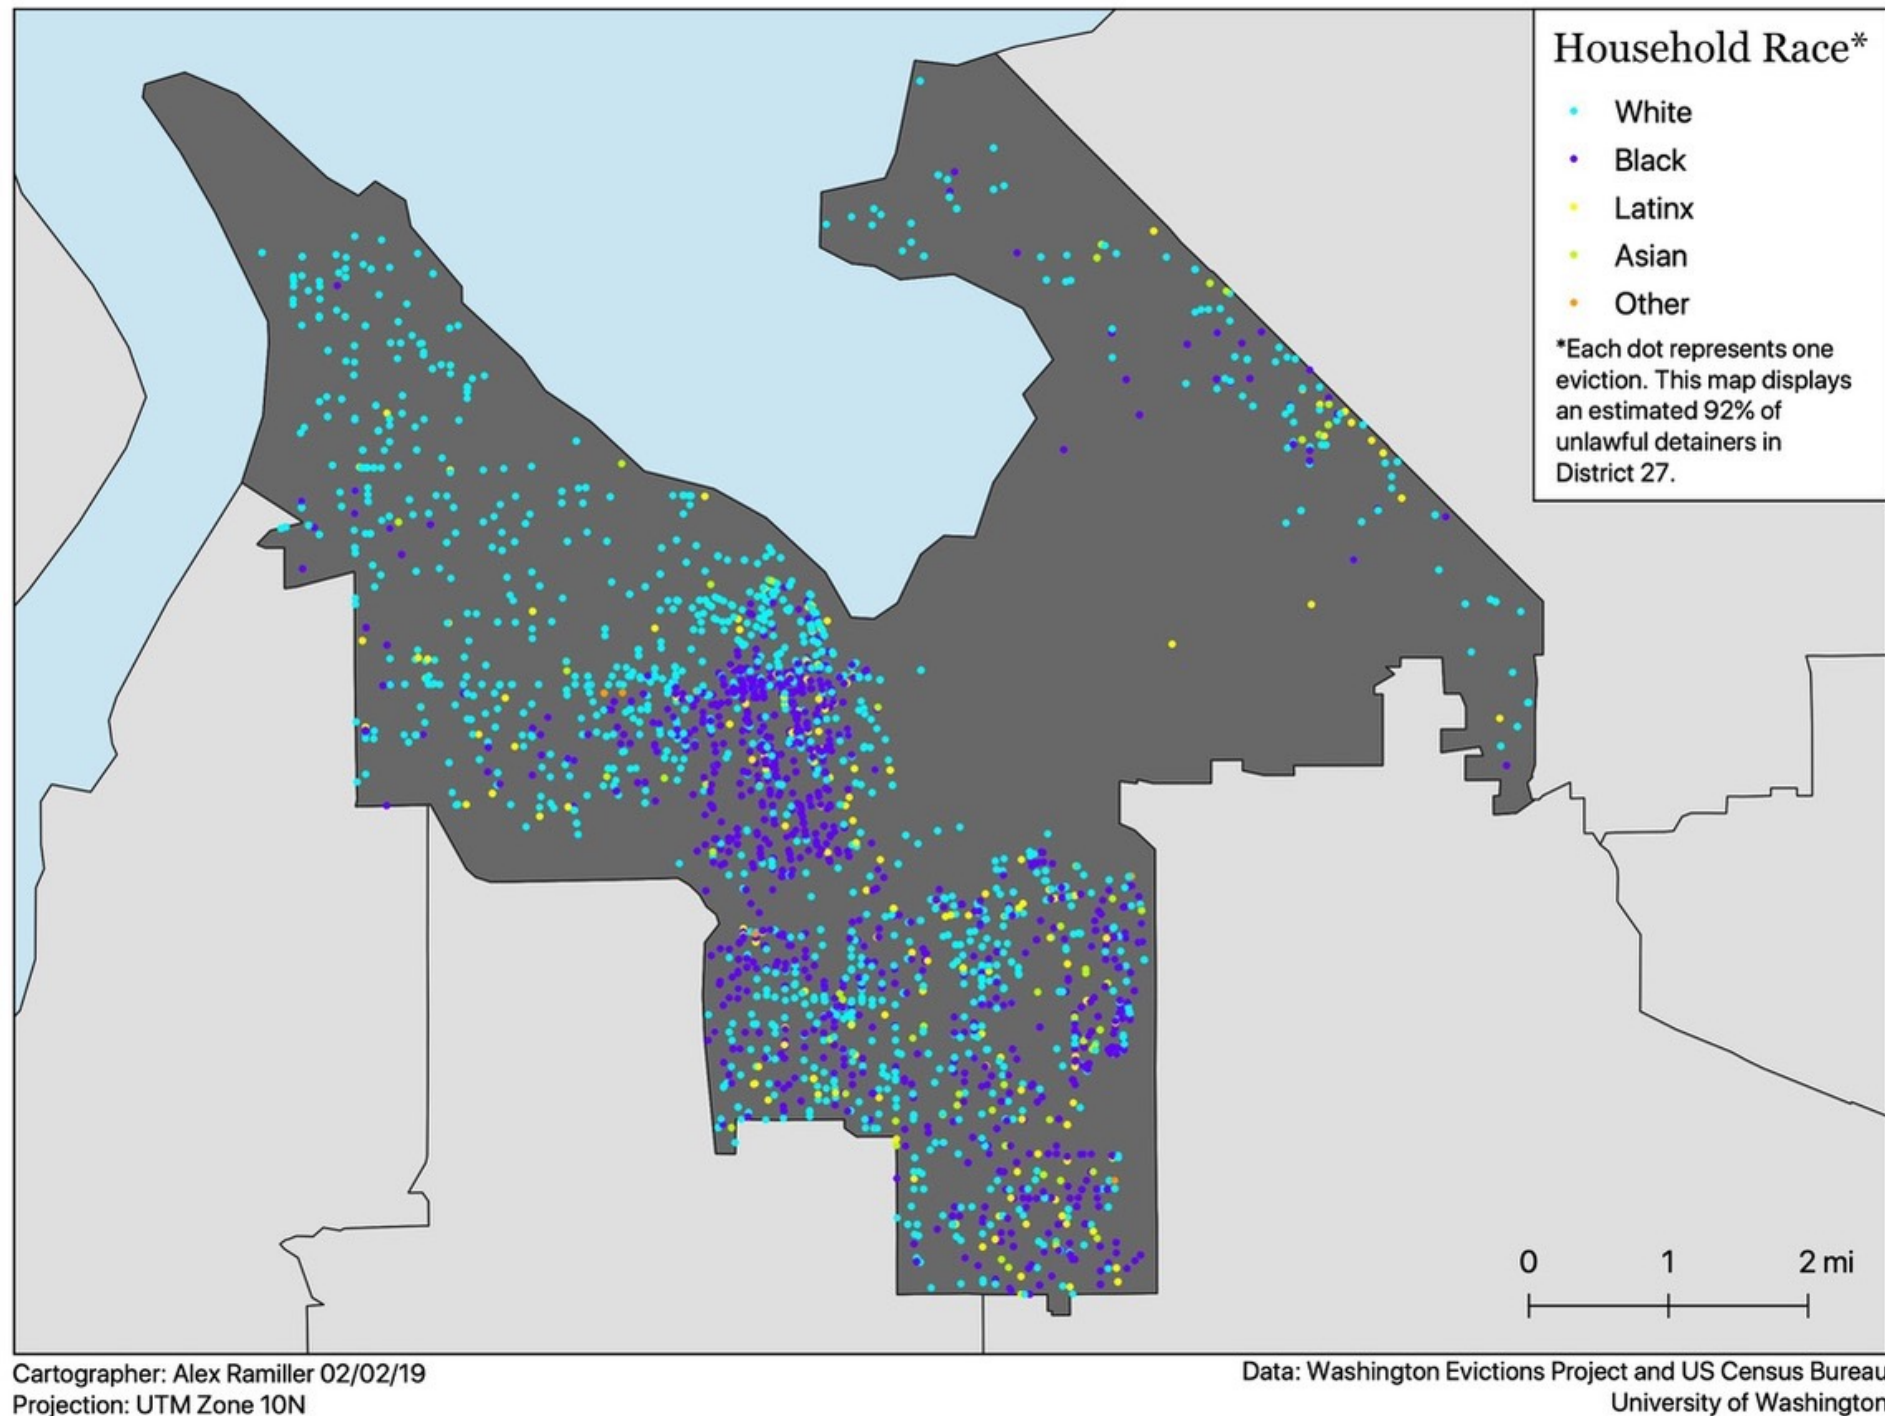 Household Race*
White
Black
Latinx
Asian
Other
*Each dot represents one
eviction. This map displays
an estimated 92% of
unlawful detainers in
District 27.
0 1 2 mi
Cartographer: Alex Ramiller 02/02/19
Projection: UTM Zone 10N
Data: Washington Evictions Project and US Census Bureau
University of Washington